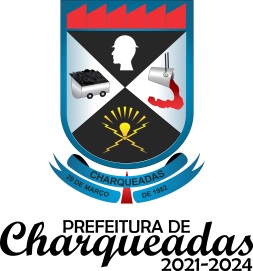 CHARQUEADAS
28 DE MARÇO DE 1982
PREFEITURA DE
Charqueadas
2021-2024